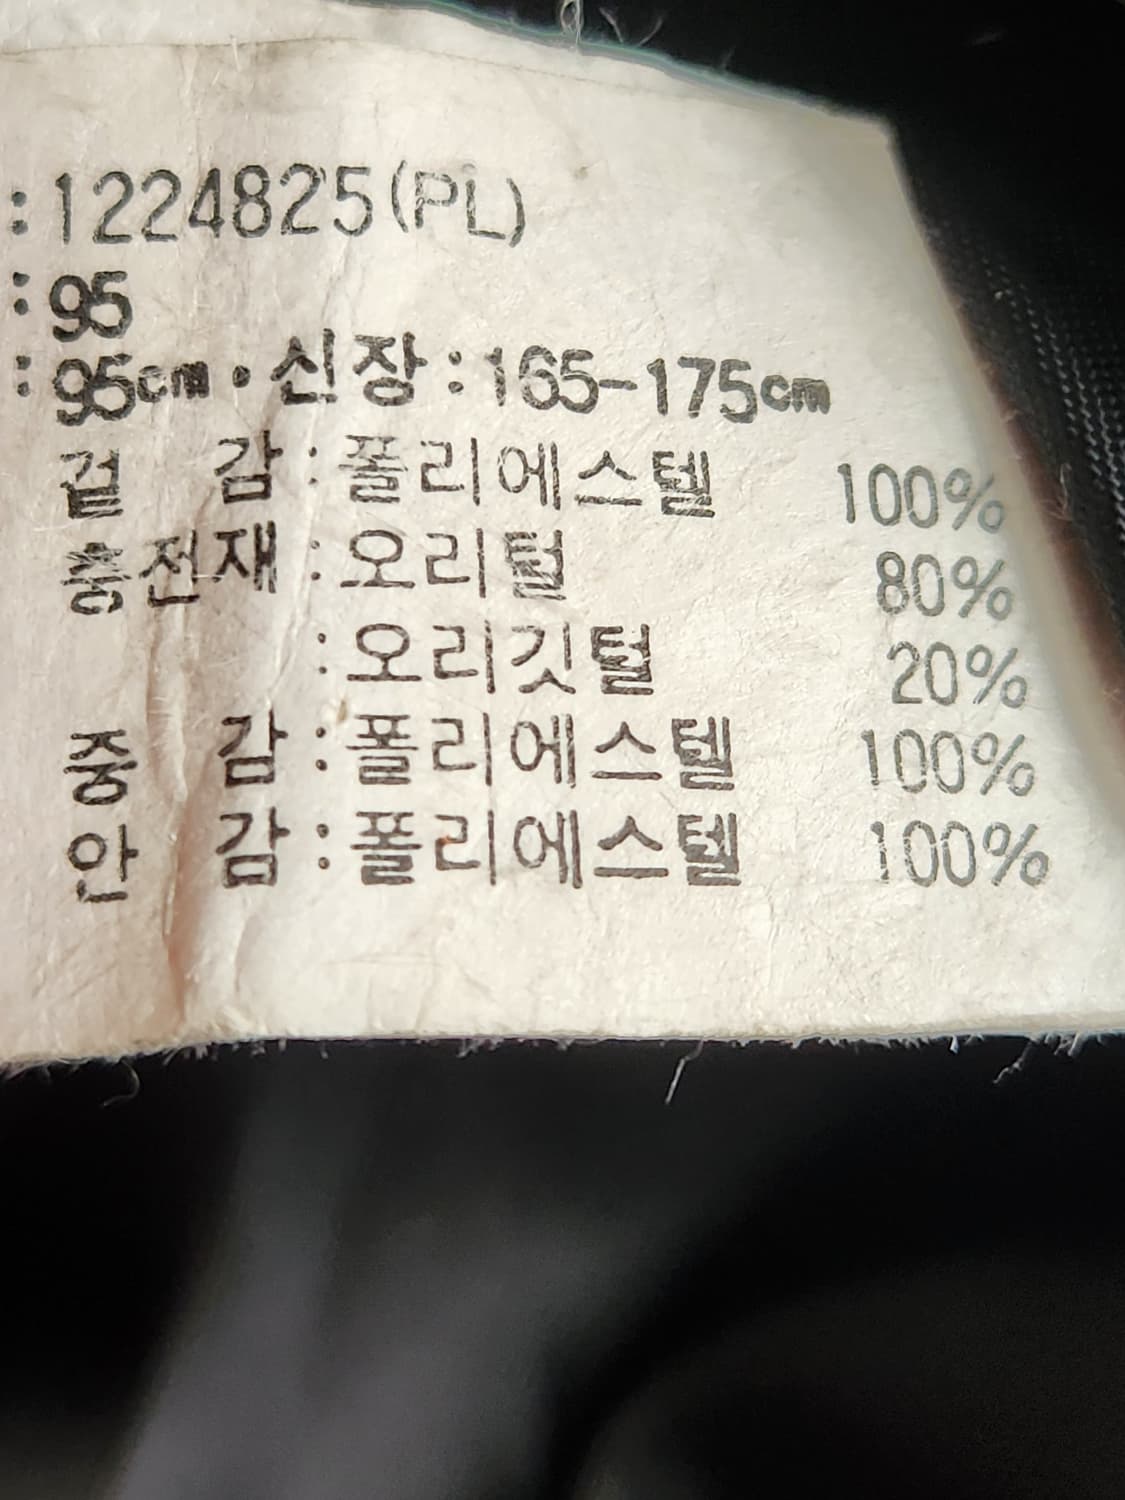 :1224825(PL)
:95
:95cm·신장:165-175cm
겉 감:폴리에스텔 100%
충전재:오리털 80%
:오리깃털 20%
중 감:폴리에스텔 100%
안 감:폴리에스텔 100%